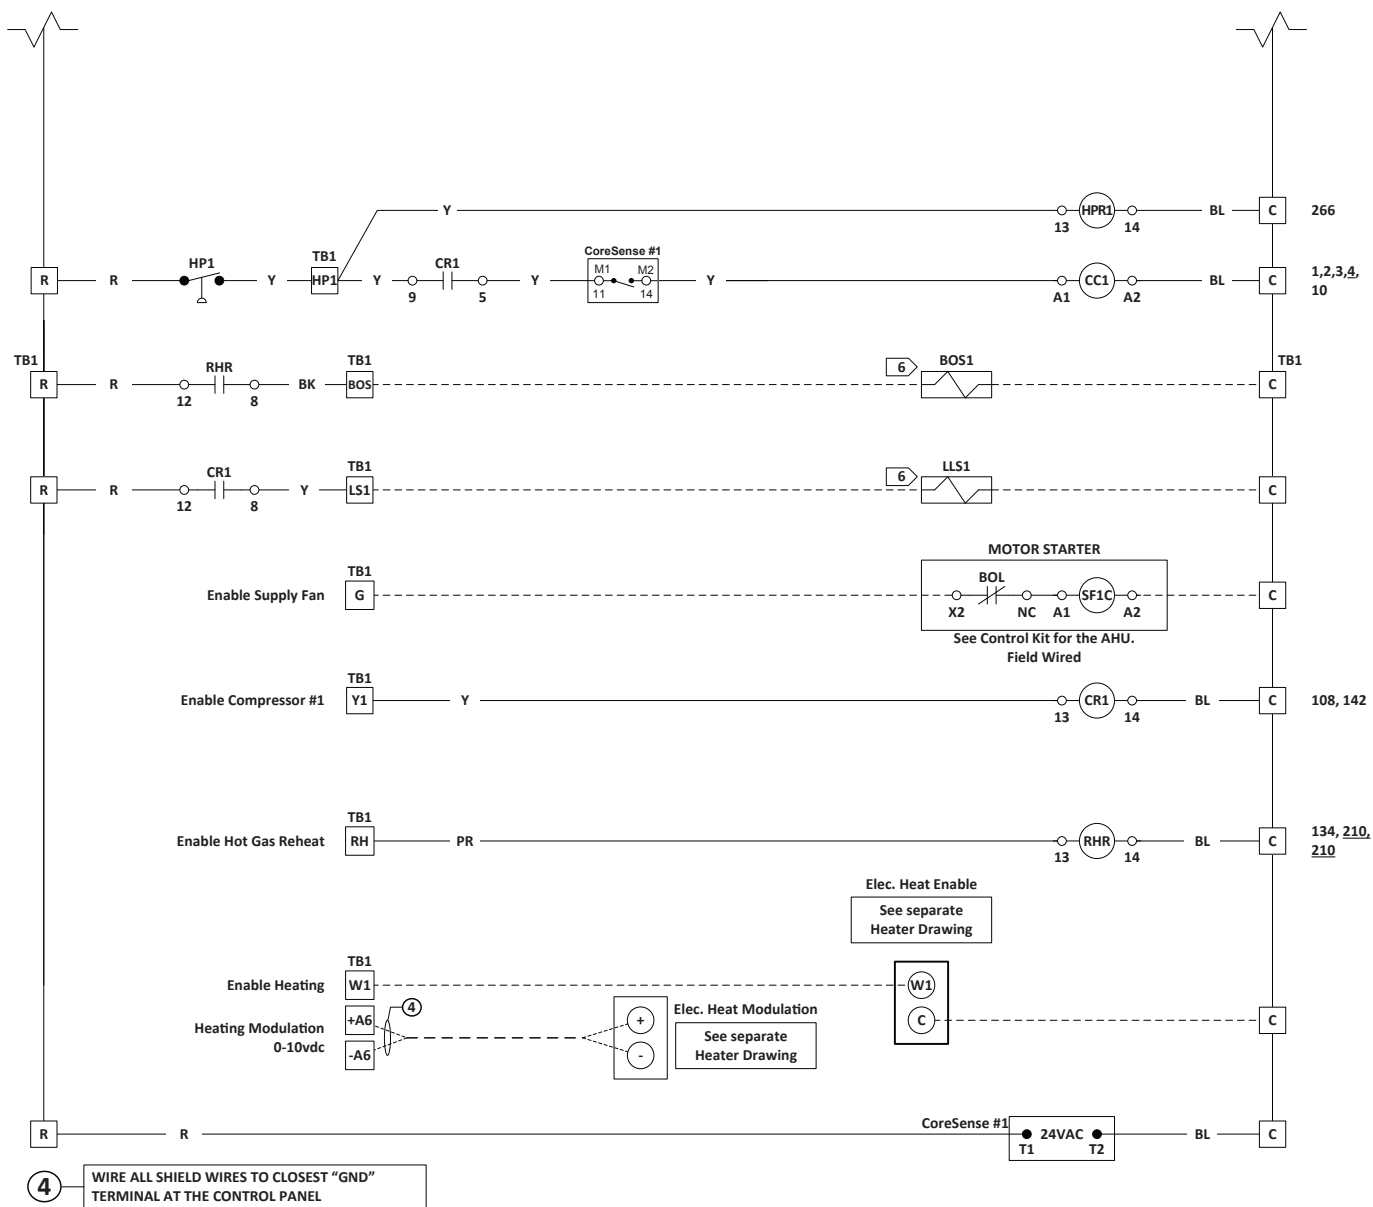 Y
HPR1
13
14
BL
C
266
R
R
HP1
Y
TB1
HP1
Y
9
CR1
5
Y
CoreSense #1
M1
M2
11
14
Y
A1
CC1
A2
BL
C
1,2,3,4,
10
TB1
R
R
12
RHR
8
BK
TB1
BOS
6
BOS1
TB1
C
R
R
12
CR1
8
Y
TB1
LS1
6
LLS1
C
MOTOR STARTER
Enable Supply Fan
TB1
G
X2
BOL
NC
A1
SF1C
A2
C
See Control Kit for the AHU.
Field Wired
Enable Compressor #1
TB1
Y1
Y
13
CR1
14
BL
C
108, 142
Enable Hot Gas Reheat
TB1
RH
PR
13
RHR
14
BL
C
134, 210,
210
Elec. Heat Enable
See separate
Heater Drawing
Enable Heating
TB1
W1
W1
Heating Modulation
0-10vdc
+A6
-A6
4
+
-
Elec. Heat Modulation
See separate
Heater Drawing
C
C
R
R
CoreSense #1
24VAC
T1
T2
BL
C
4
WIRE ALL SHIELD WIRES TO CLOSEST “GND”
TERMINAL AT THE CONTROL PANEL